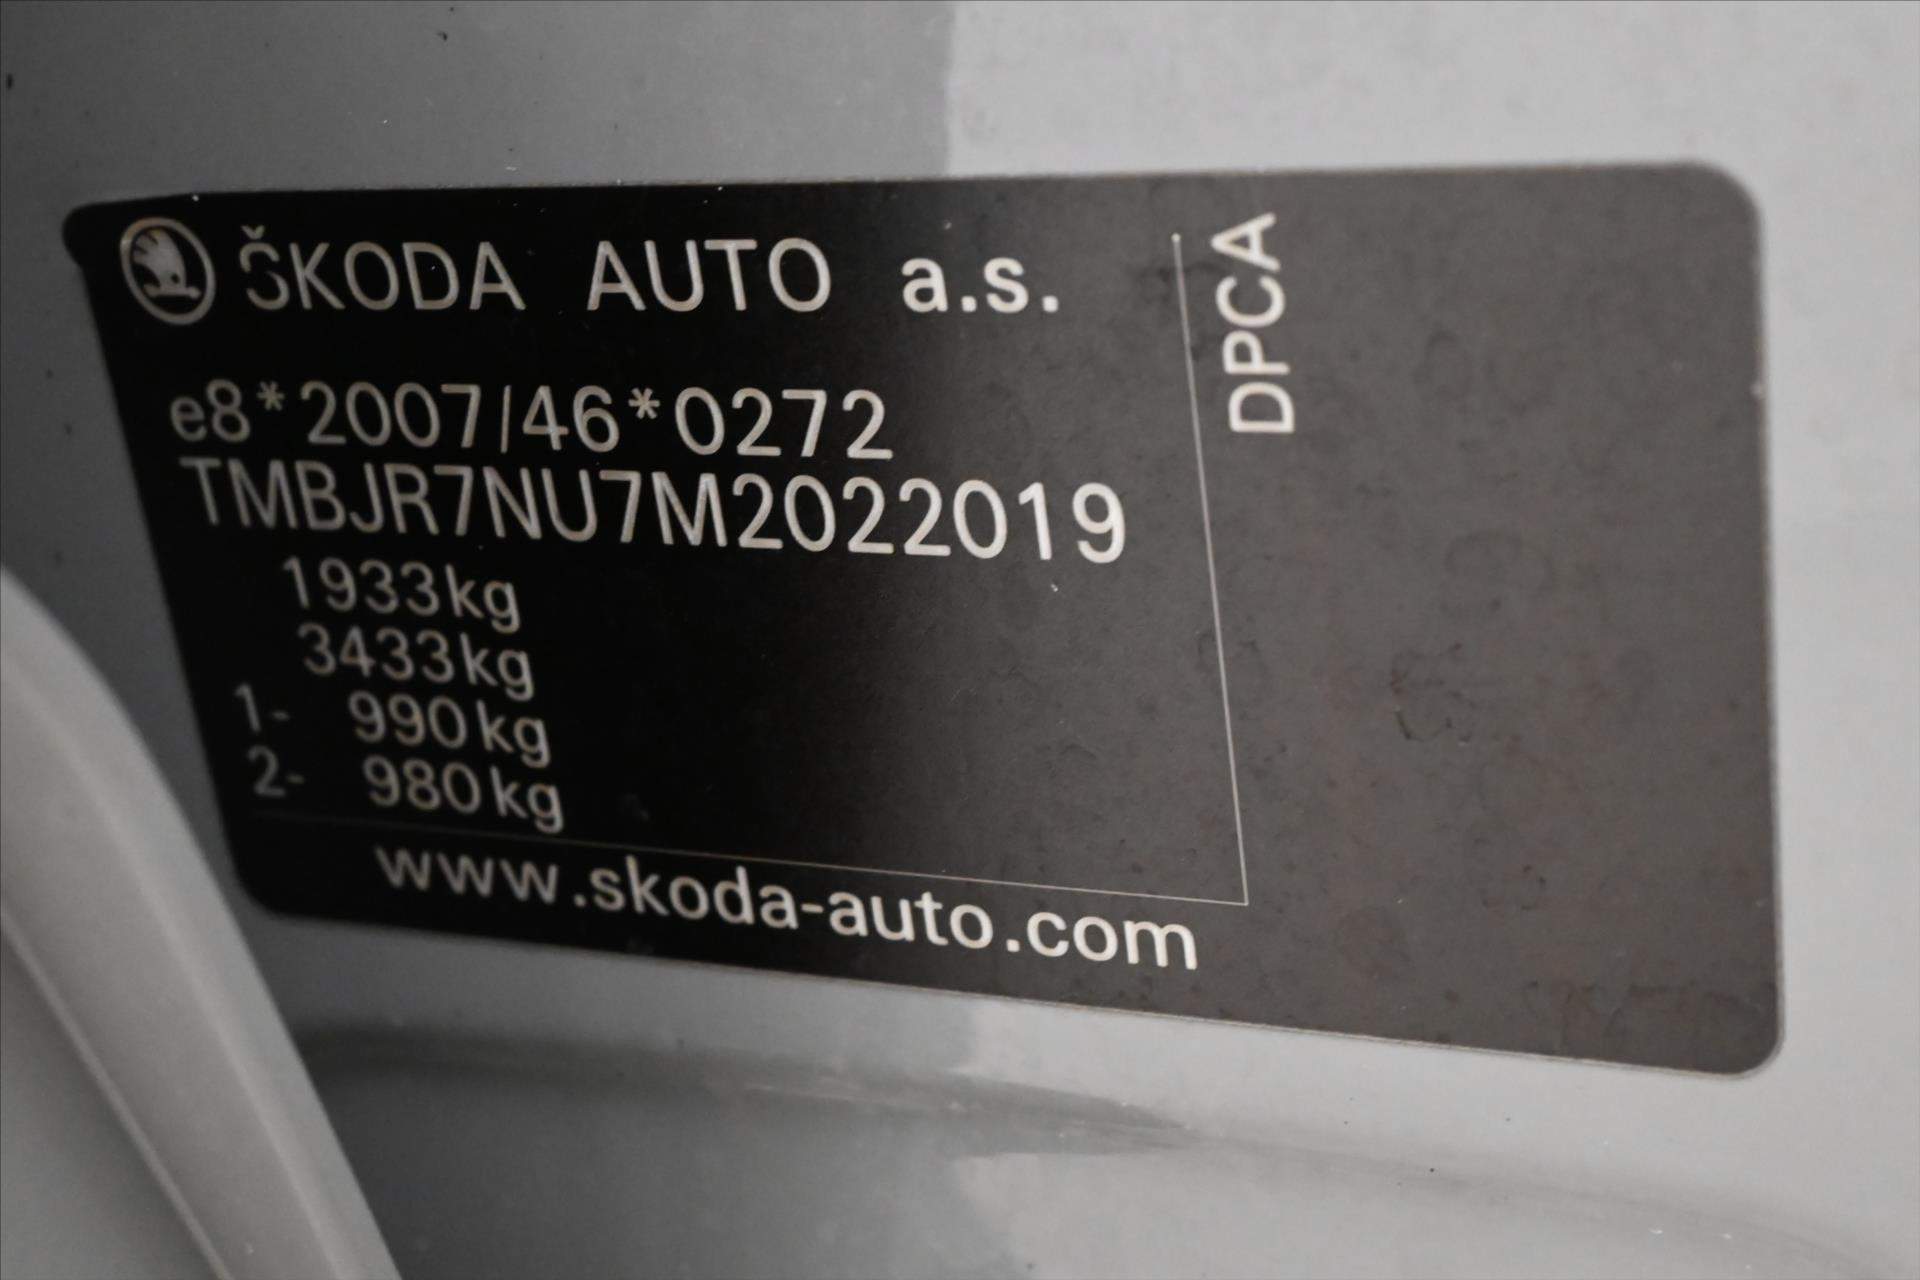 ŠKODA AUTO a.s.
e8*2007/46*0272
TMBJR7NU7M2022019
1933kg
3433kg
1- 990kg
2- 980kg
www.skoda-auto.com
DPCA